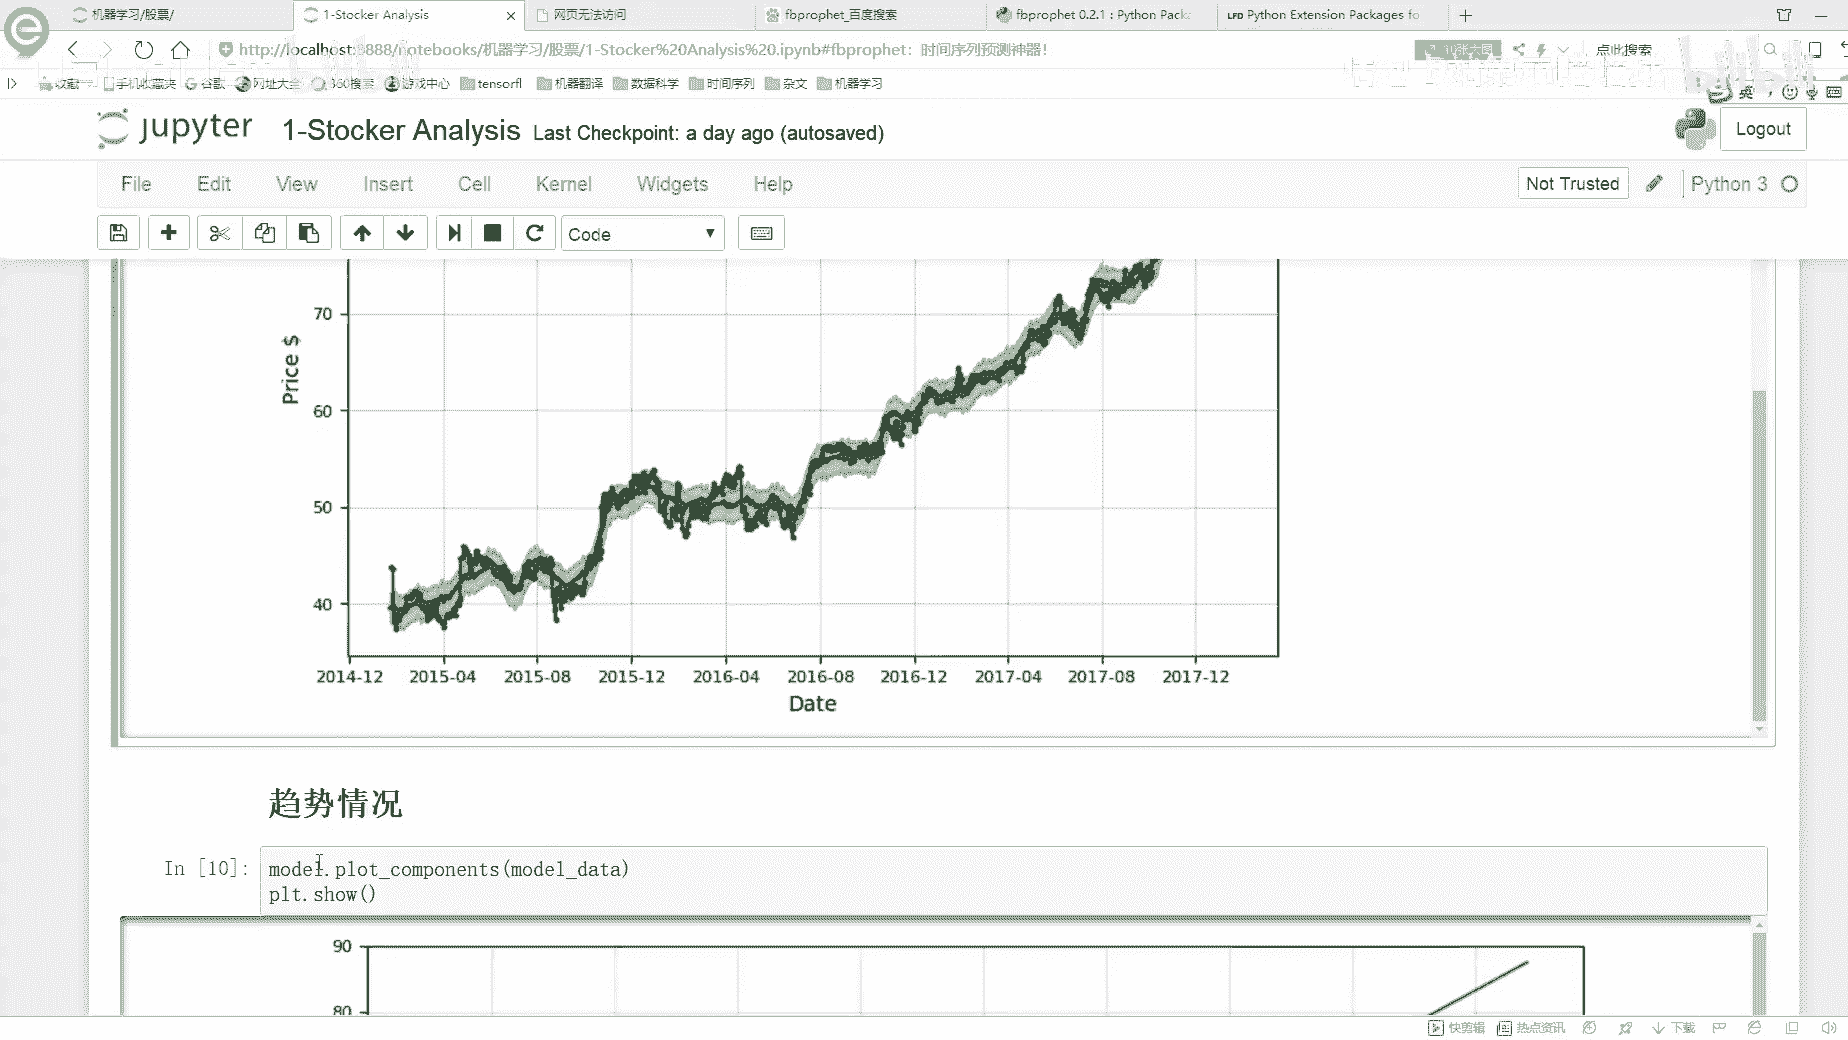 机器学习/股票/
1-Stocker Analysis
网页无法访问
fbprophet_百度搜索
fbprophet 0.2.1 : Python Pack
LFD Python Extension Packages fo
http://localhost:8888/notebooks/机器学习/股票/1-Stocker%20Analysis%20.ipynb#fbprophet：时间序列预测神器！
点此搜索
收藏 手机收藏夹 谷歌 网址大全 360搜索 游戏中心 tensorfl 机器翻译 数据科学 时间序列 杂文 机器学习
jupyter 1-Stocker Analysis Last Checkpoint: a day ago (autosaved)
Logout
File Edit View Insert Cell Kernel Widgets Help
Not Trusted
Python 3
Code
70
60
50
40
Price $
2014-12 2015-04 2015-08 2015-12 2016-04 2016-08 2016-12 2017-04 2017-08 2017-12
Date
趋势情况
In [10]:
model.plot_components(model_data)
plt.show()
90
80
快剪辑 热点资讯 下载